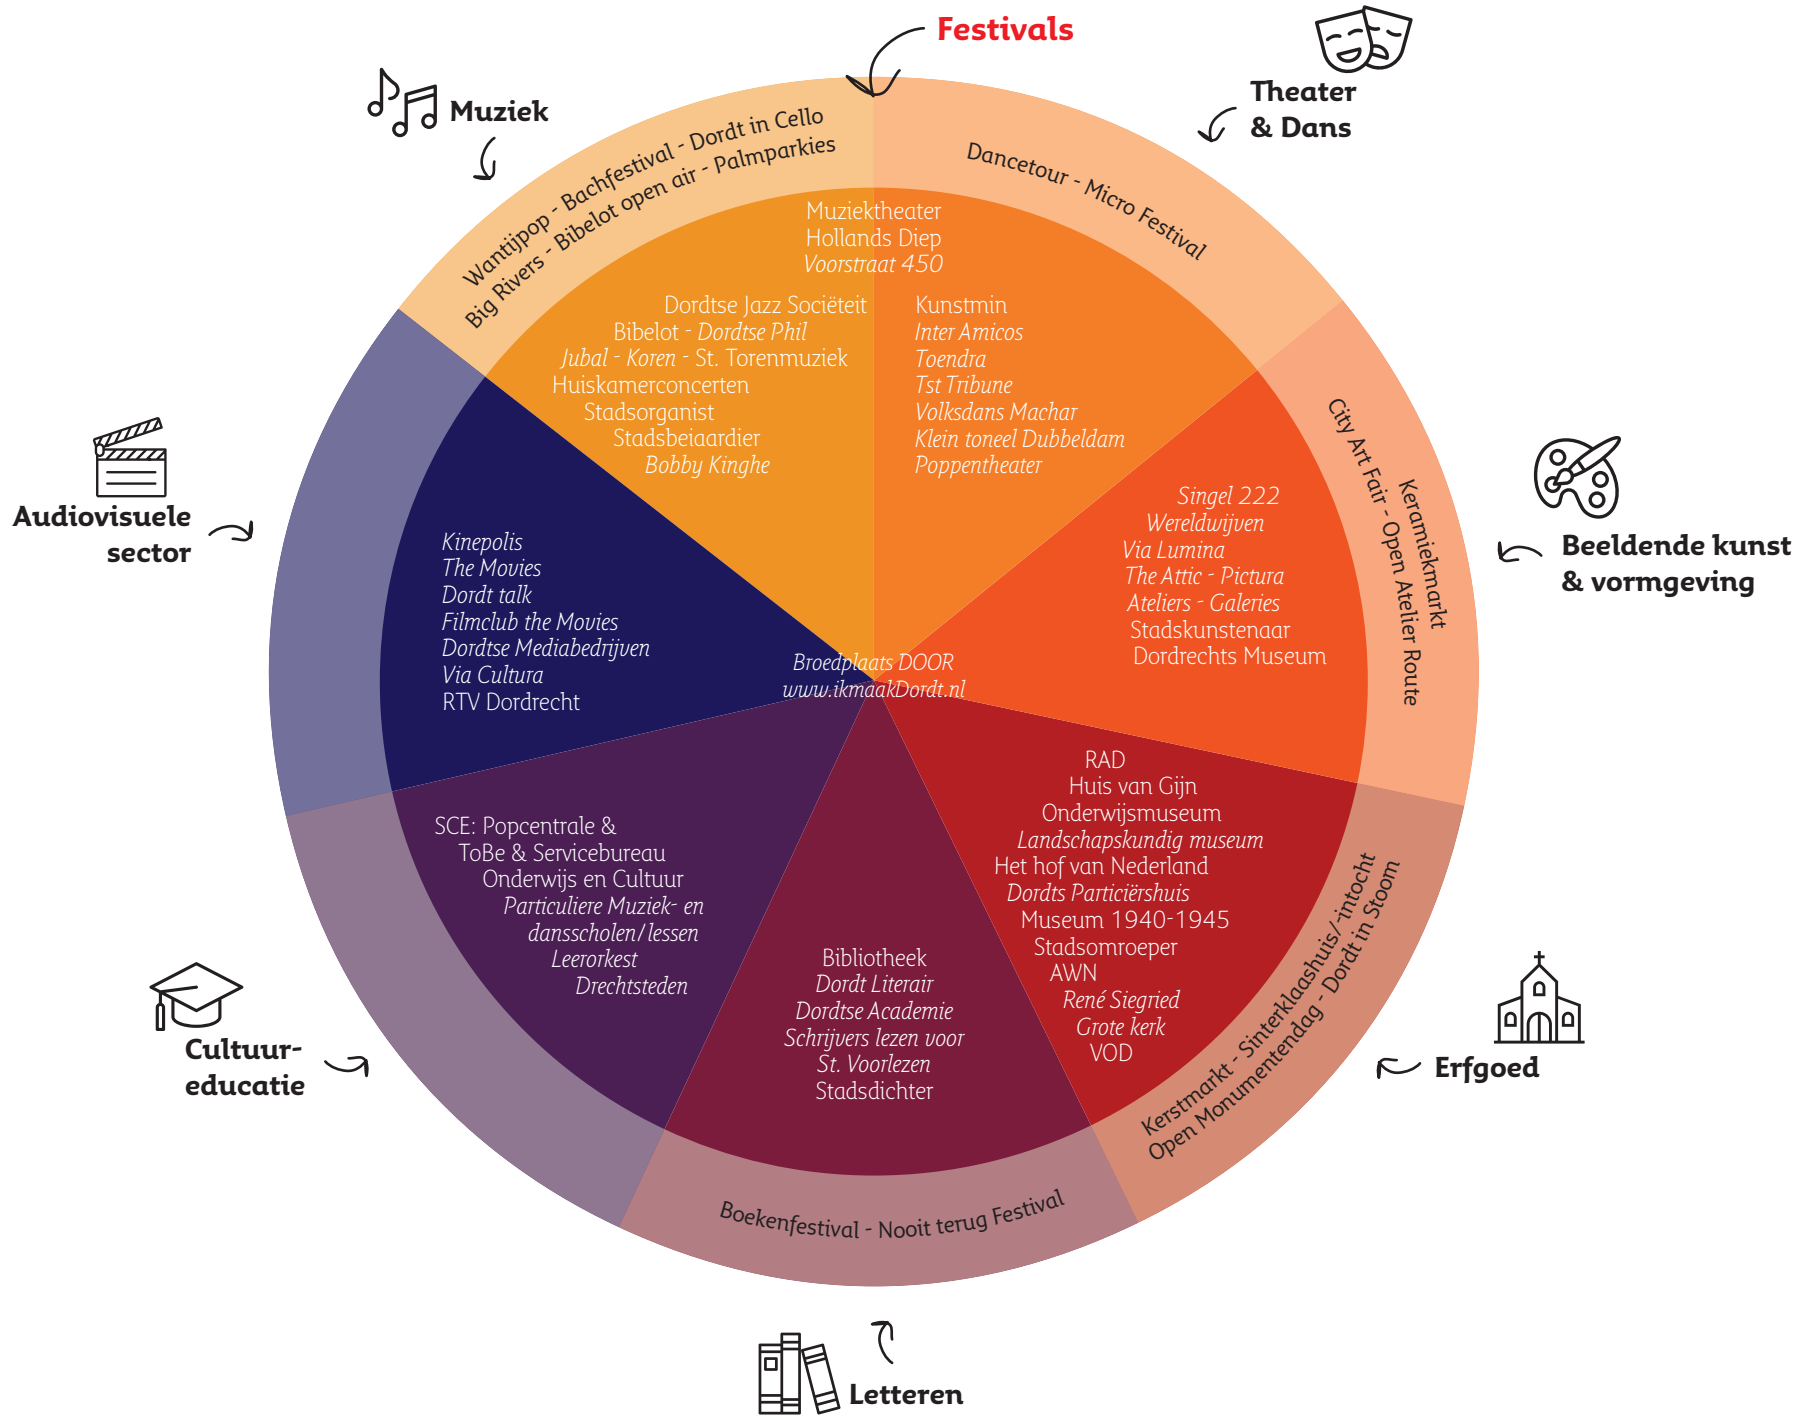 Festivals
Muziek
Theater
& Dans
Wantijpop - Bachfestival - Dordt in Cello
Big Rivers - Bibelot open air - Palmparkies
Dancetour - Micro Festival
Muziektheater
Hollands Diep
Voorstraat 450
Dordtse Jazz Sociëteit
Bibelot - Dordtse Phil
Jubal - Koren - St. Torenmuziek
Huiskamerconcerten
Stadsorganist
Stadsbeiaardier
Bobby Kinghe
Kunstmin
Inter Amicos
Toendra
Tst Tribune
Volksdans Machar
Klein toneel Dubbeldam
Poppentheater
Keramiekmarkt
City Art Fair - Open Atelier Route
Beeldende kunst
& vormgeving
Singel 222
Wereldwijven
Via Lumina
The Attic - Pictura
Ateliers - Galeries
Stadskunstenaar
Dordrechts Museum
Audiovisuele
sector
Kinepolis
The Movies
Dordt talk
Filmclub the Movies
Dordtse Mediabedrijven
Via Cultura
RTV Dordrecht
Broedplaats DOOR
www.ikmaakDordt.nl
RAD
Huis van Gijn
Onderwijsmuseum
Landschapskundig museum
Het hof van Nederland
Dordts Particiërshuis
Museum 1940-1945
Stadsomroeper
AWN
René Siegried
Grote kerk
VOD
Kerstmarkt - Sinterklaashuis/-intocht
Open Monumentendag - Dordt in Stoom
Erfgoed
SCE: Popcentrale &
ToBe & Servicebureau
Onderwijs en Cultuur
Particuliere Muziek- en
dansscholen/lessen
Leerorkest
Drechtsteden
Cultuur-
educatie
Bibliotheek
Dordt Literair
Dordtse Academie
Schrijvers lezen voor
St. Voorlezen
Stadsdichter
Boekenfestival - Nooit terug Festival
Letteren